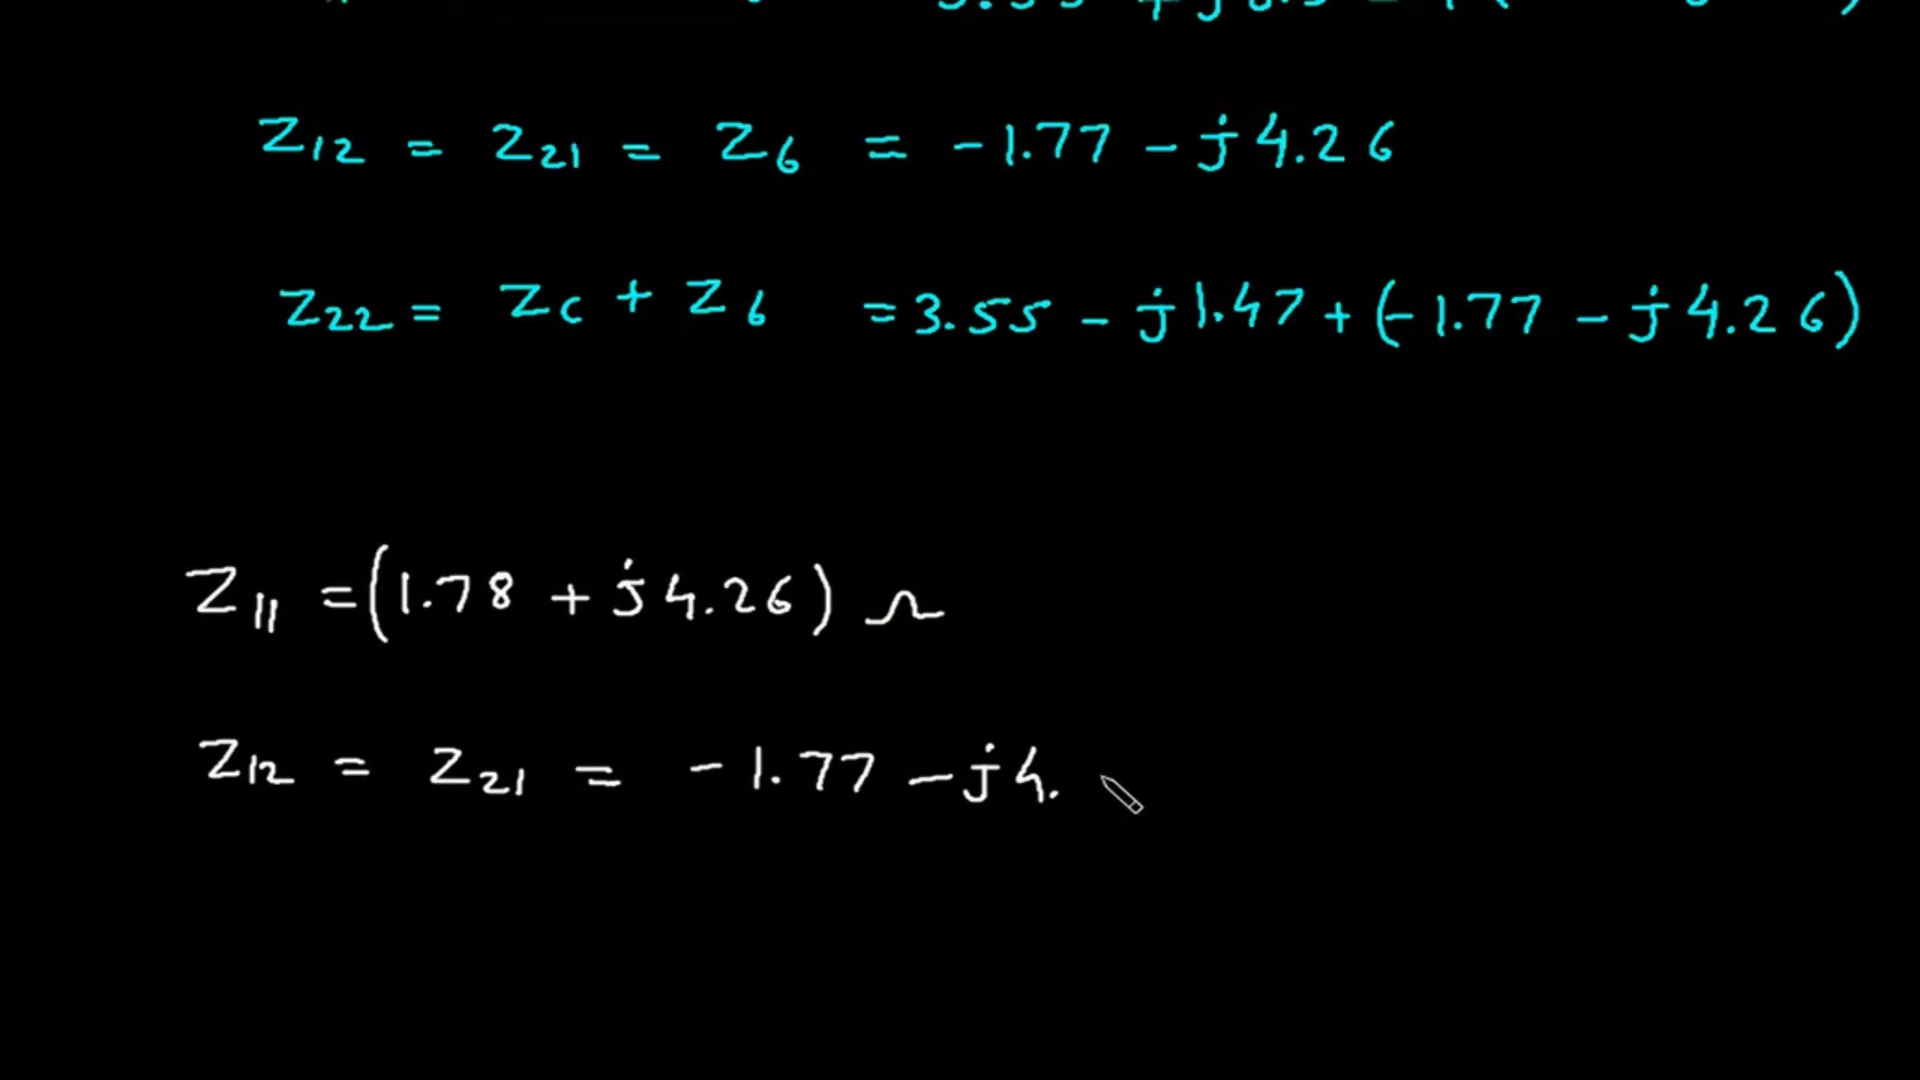 Z12 = Z21 = Z6 = -1.77 - j4.26
Z22 = Zc + Z6 = 3.55 - j1.47 + (-1.77 - j4.26)
Z11 = (1.78 + j4.26) Ω
Z12 = Z21 = -1.77 - j4.